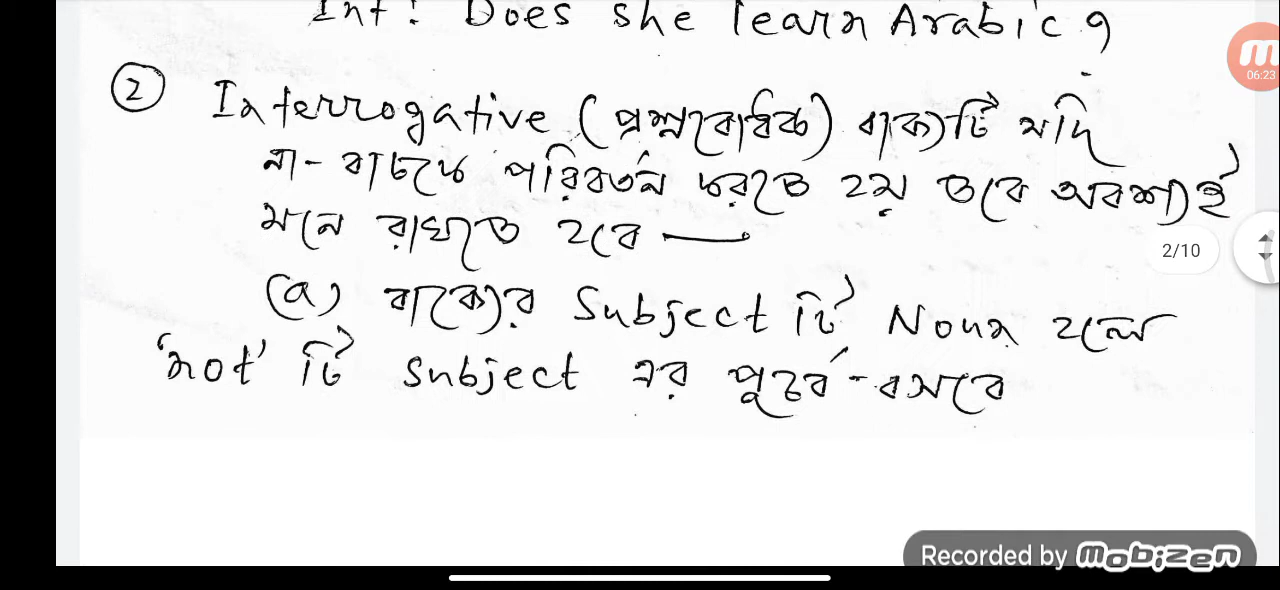 Int: Does she learn Arabic ?
06:23
② Interrogative (প্রশ্নবোধক) বাক্যটি যদি
না-বাচকে পরিবর্তন করতে হয় তবে অবশ্যই
মনে রাখতে হবে —
2/10
(a) বাক্যের Subject টি Noun হলে
'not' টি Subject এর পূর্বে বসবে
Recorded by mobizen